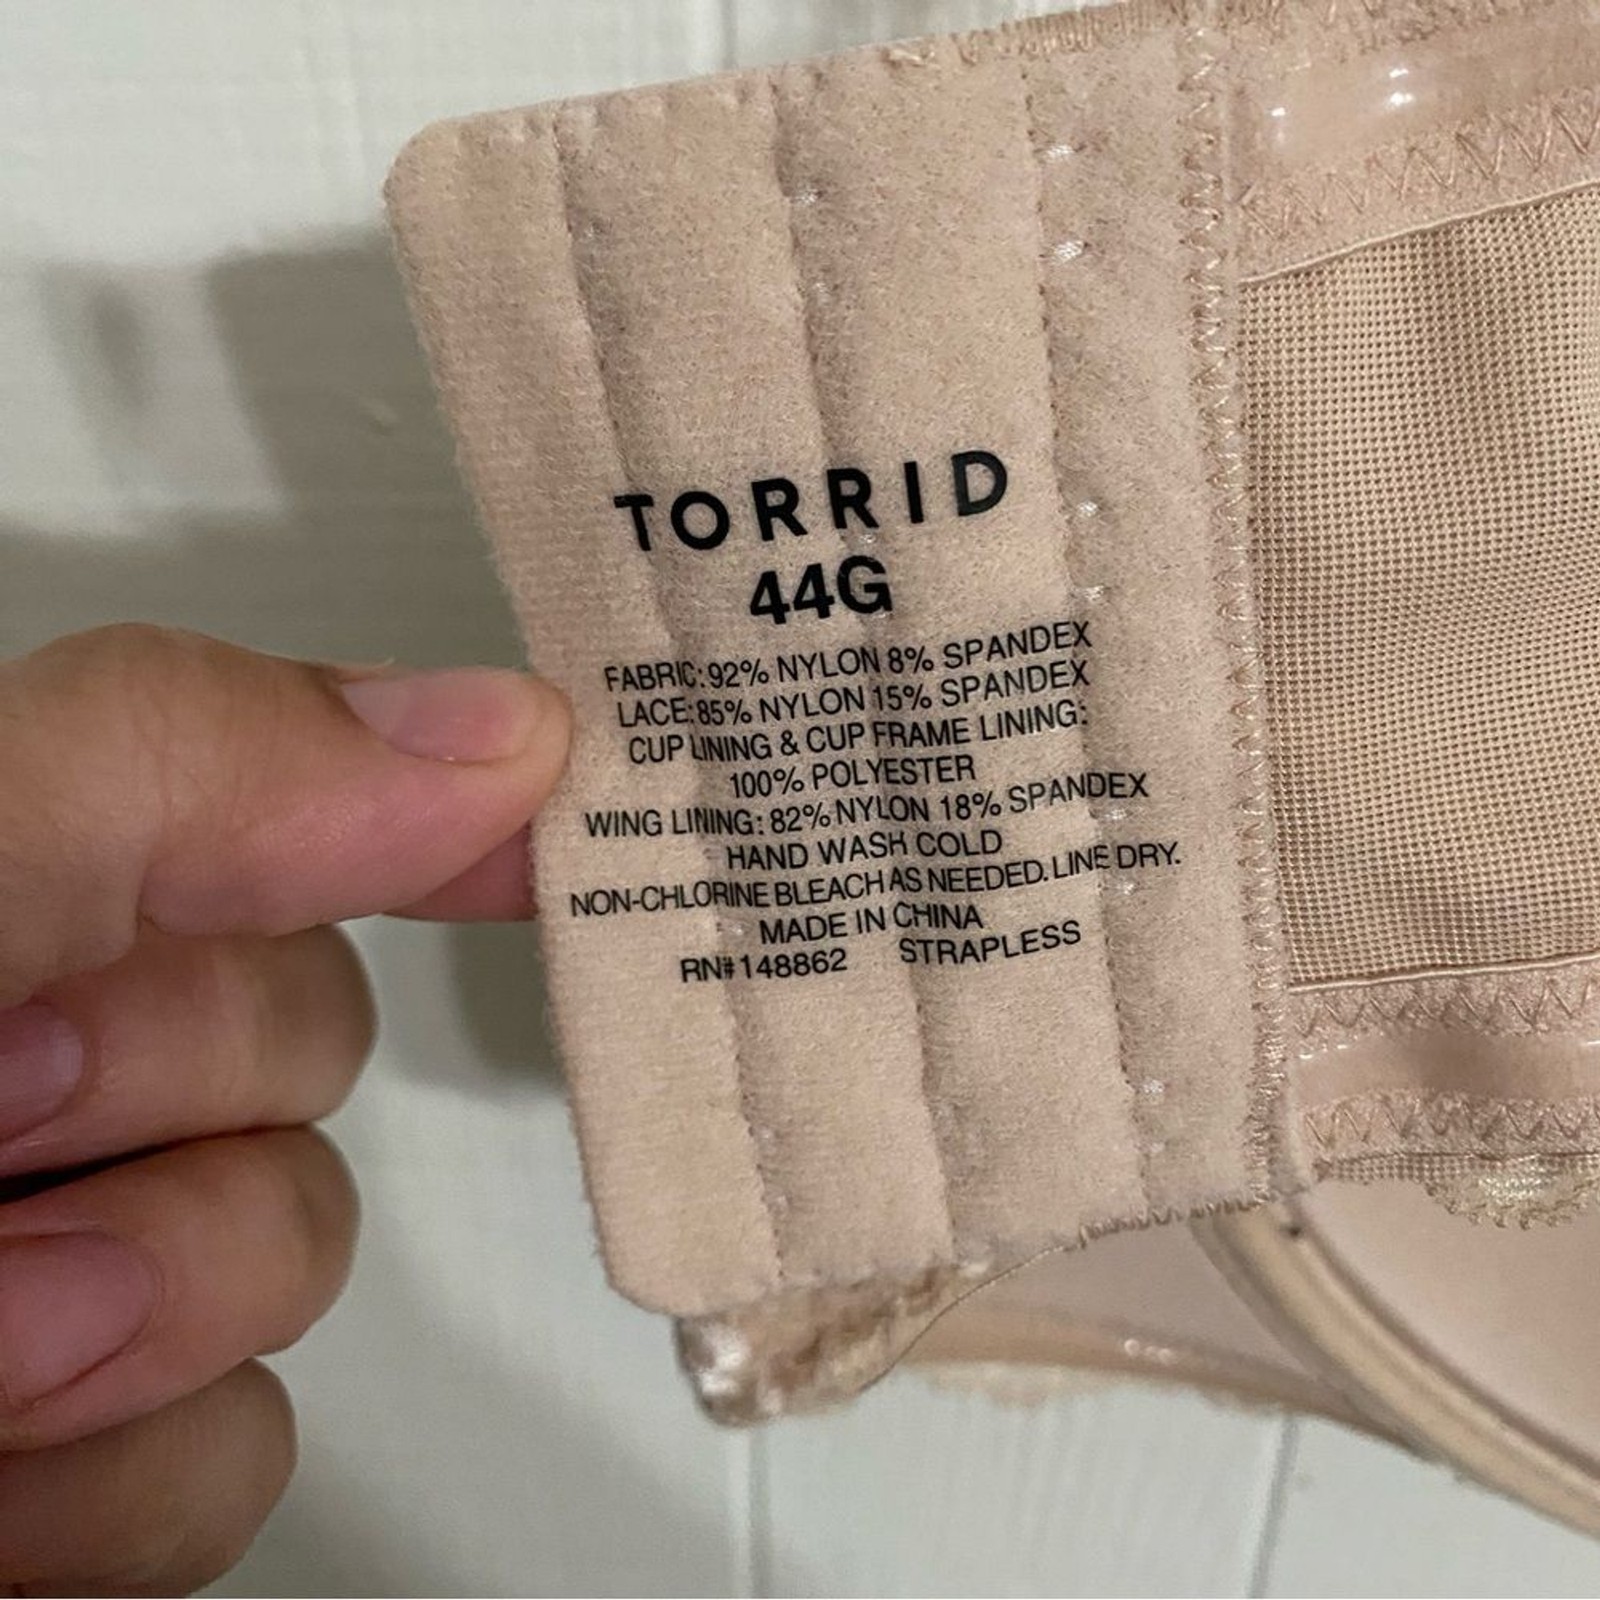 TORRID
44G
FABRIC: 92% NYLON 8% SPANDEX
LACE: 85% NYLON 15% SPANDEX
CUP LINING & CUP FRAME LINING:
100% POLYESTER
WING LINING: 82% NYLON 18% SPANDEX
HAND WASH COLD
NON-CHLORINE BLEACH AS NEEDED. LINE DRY.
MADE IN CHINA
RN#148862 STRAPLESS